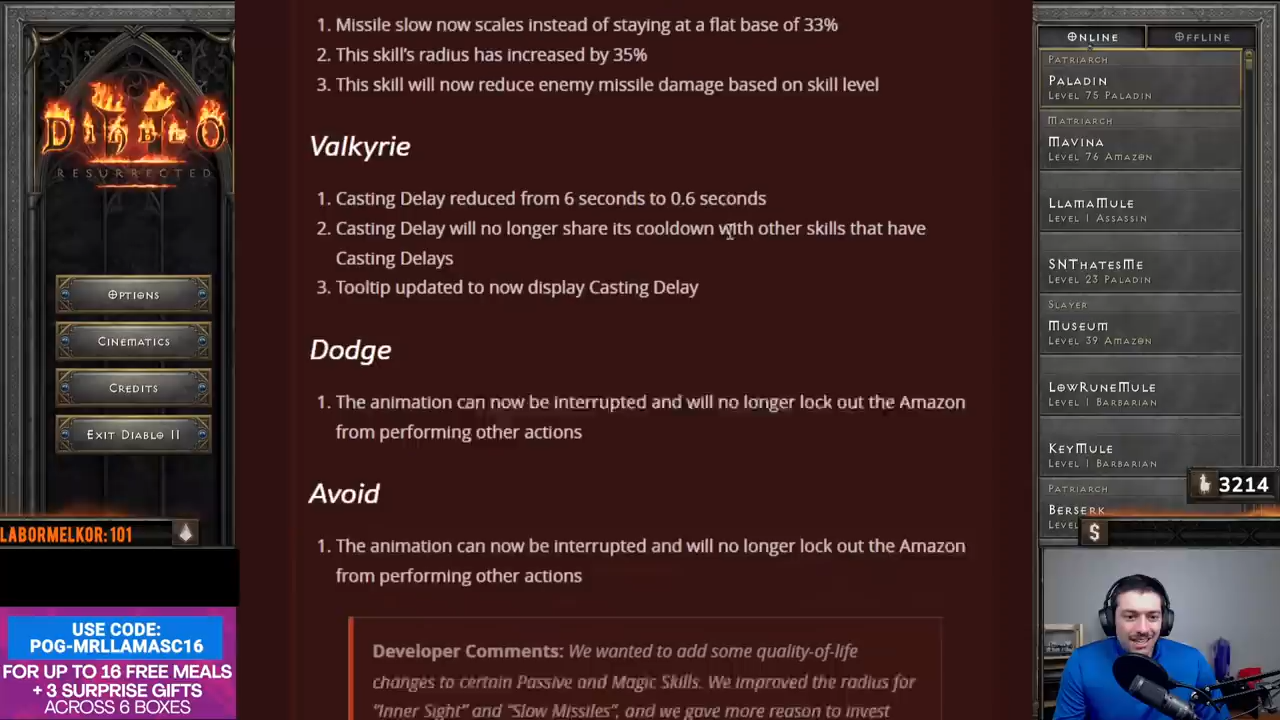 1. Missile slow now scales instead of staying at a flat base of 33%
2. This skill's radius has increased by 35%
3. This skill will now reduce enemy missile damage based on skill level
Valkyrie
1. Casting Delay reduced from 6 seconds to 0.6 seconds
2. Casting Delay will no longer share its cooldown with other skills that have
Casting Delays
3. Tooltip updated to now display Casting Delay
Dodge
1. The animation can now be interrupted and will no longer lock out the Amazon
from performing other actions
Avoid
1. The animation can now be interrupted and will no longer lock out the Amazon
from performing other actions
Developer Comments: We wanted to add some quality-of-life
changes to certain Passive and Magic Skills. We improved the radius for
"Inner Sight" and "Slow Missiles", and we gave more reason to invest
DIABLO
II
RESURRECTED
OPTIONS
CINEMATICS
CREDITS
EXIT DIABLO II
LABORMELKOR: 101
USE CODE:
POG-MRLLAMASC16
FOR UP TO 16 FREE MEALS
+ 3 SURPRISE GIFTS
ACROSS 6 BOXES
ONLINE
OFFLINE
PATRIARCH
PALADIN
LEVEL 75 PALADIN
MATRIARCH
MAVINA
LEVEL 76 AMAZON
LLAMAMULE
LEVEL 1 ASSASSIN
SNTHATESME
LEVEL 23 PALADIN
SLAYER
MUSEUM
LEVEL 39 AMAZON
LOWRUNEMULE
LEVEL 1 BARBARIAN
KEYMULE
LEVEL 1 BARBARIAN
PATRIARCH
BERSERK
LEVEL
3214
$